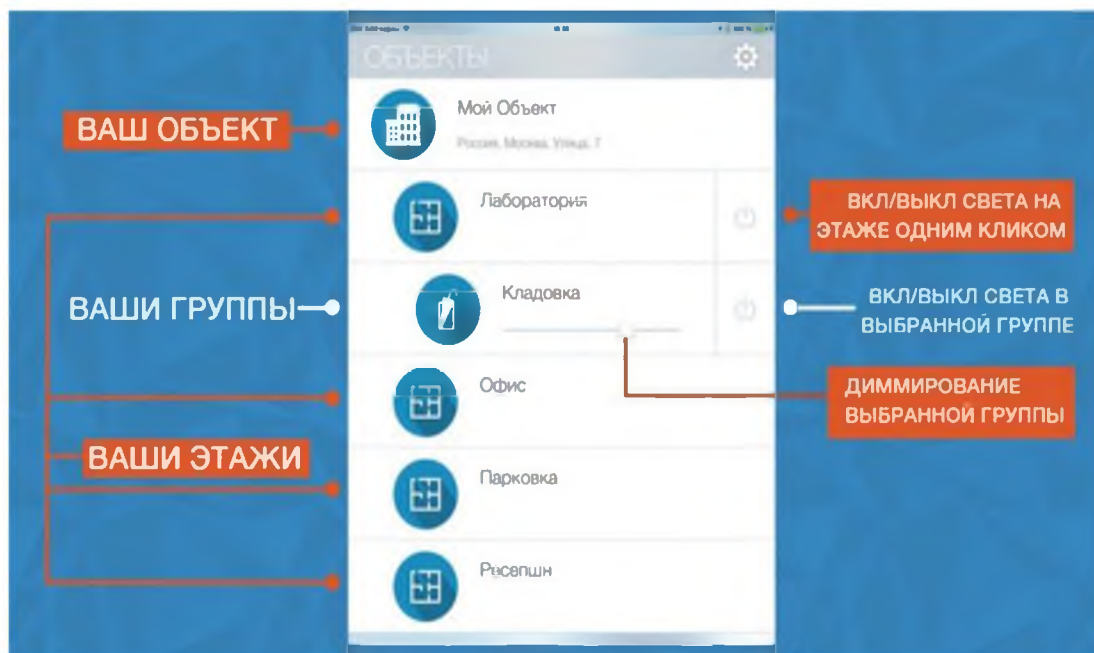 ОБЪЕКТЫ
ВАШ ОБЪЕКТ
Мой Объект
Россия, Москва, Улица, 7
Лаборатория
ВКЛ/ВЫКЛ СВЕТА НА
ЭТАЖЕ ОДНИМ КЛИКОМ
ВАШИ ГРУППЫ
Кладовка
ВКЛ/ВЫКЛ СВЕТА В
ВЫБРАННОЙ ГРУППЕ
Офис
ДИММИРОВАНИЕ
ВЫБРАННОЙ ГРУППЫ
ВАШИ ЭТАЖИ
Парковка
Ресепшн